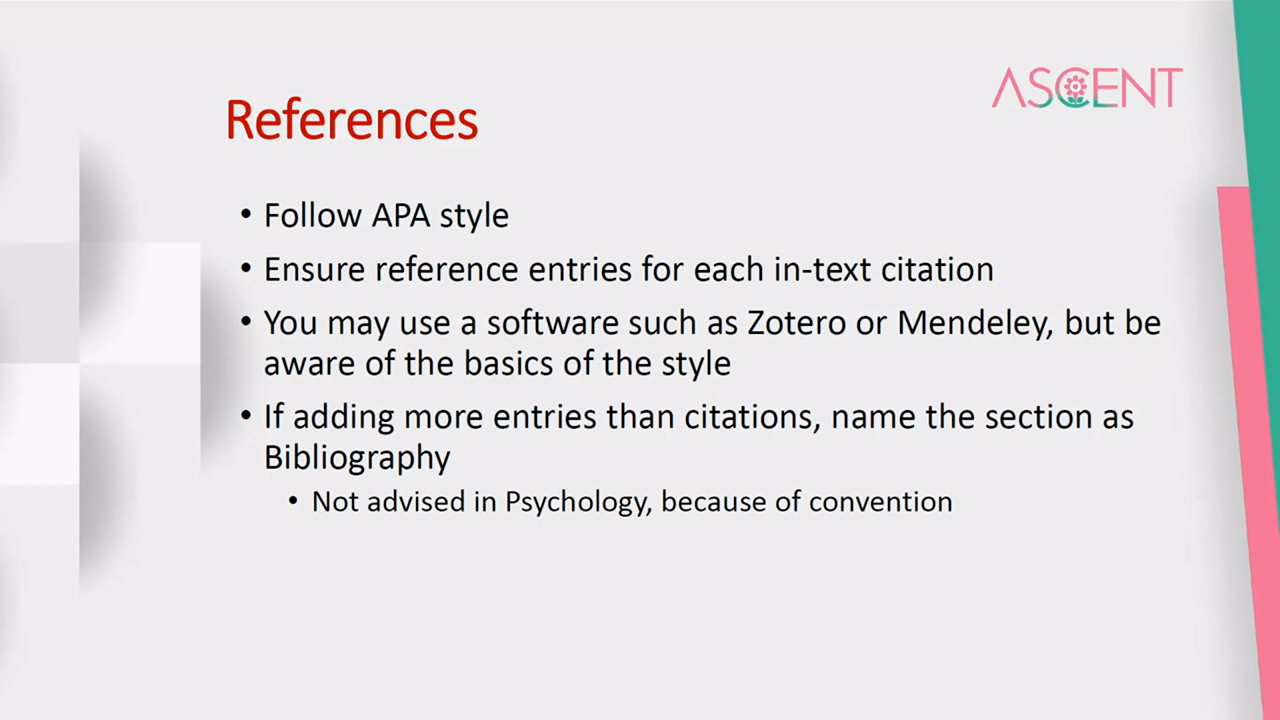 ASCENT
References
• Follow APA style
• Ensure reference entries for each in-text citation
• You may use a software such as Zotero or Mendeley, but be
aware of the basics of the style
• If adding more entries than citations, name the section as
Bibliography
• Not advised in Psychology, because of convention